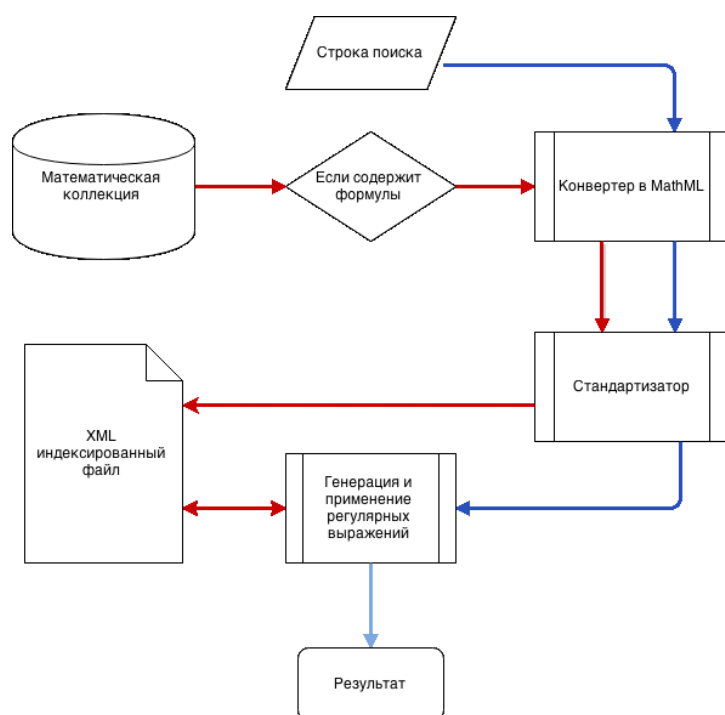 Строка поиска
Математическая
коллекция
Если содержит
формулы
Конвертер в MathML
Стандартизатор
XML
индексированный
файл
Генерация и
применение
регулярных
выражений
Результат